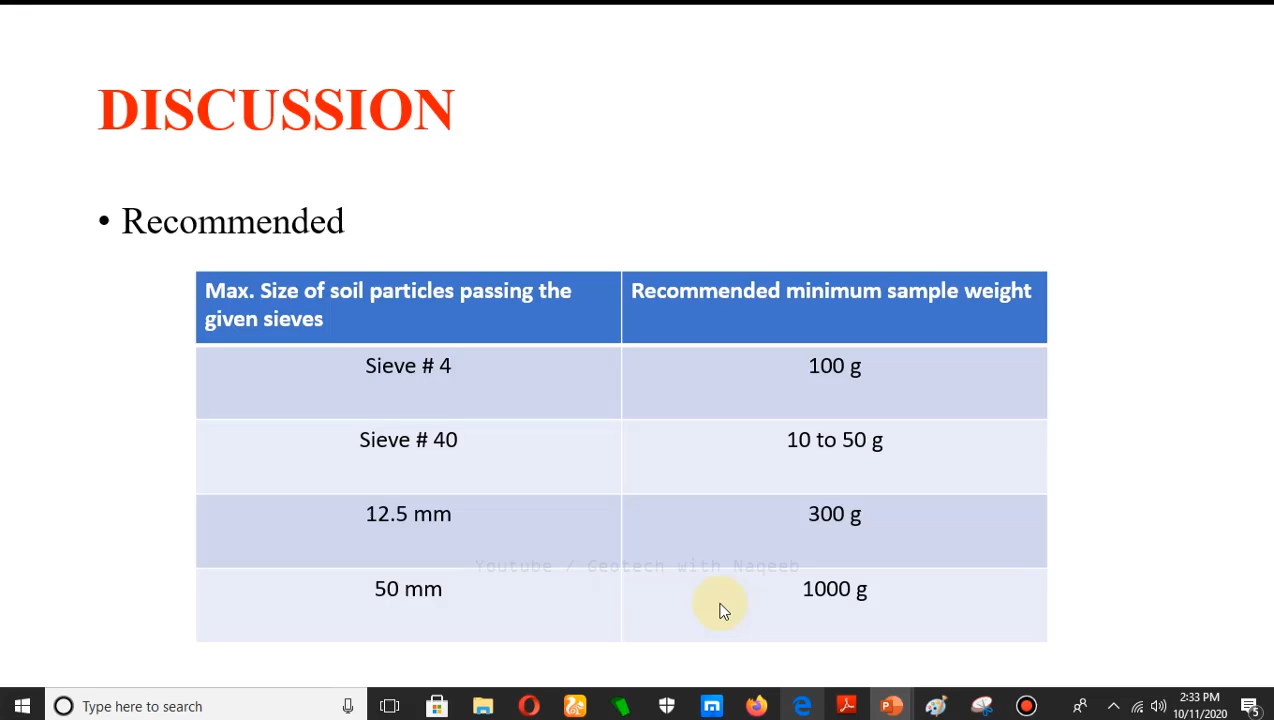 DISCUSSION
• Recommended
Max. Size of soil particles passing the
given sieves
Recommended minimum sample weight
Sieve # 4
100 g
Sieve # 40
10 to 50 g
12.5 mm
300 g
Youtube / Geotech with Naqeeb
50 mm
1000 g
Type here to search
2:33 PM
10/11/2020
5